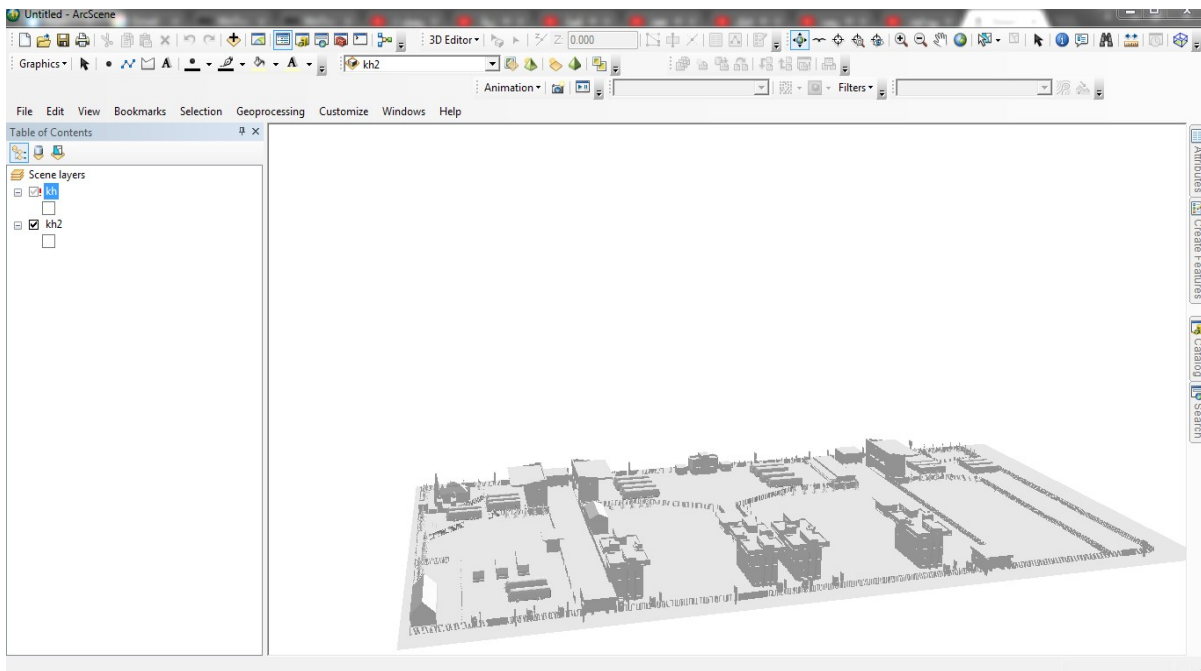 Untitled - ArcScene
3D Editor
Z: 0.000
Graphics
A
A
kh2
Animation
Filters
File Edit View Bookmarks Selection Geoprocessing Customize Windows Help
Table of Contents
Scene layers
kh
kh2
Attributes
Create Features
Catalog
Search